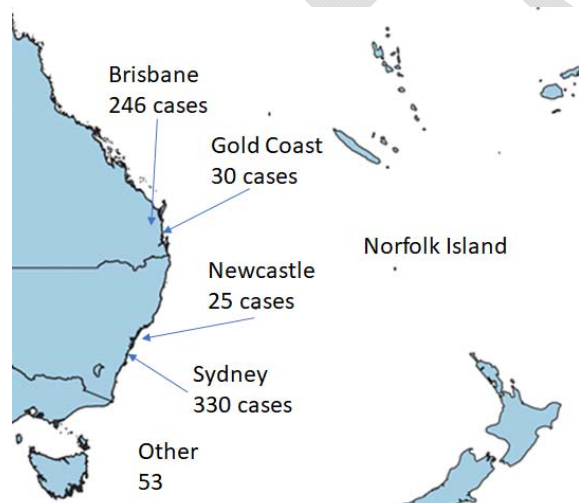 Brisbane
246 cases
Gold Coast
30 cases
Norfolk Island
Newcastle
25 cases
Sydney
330 cases
Other
53